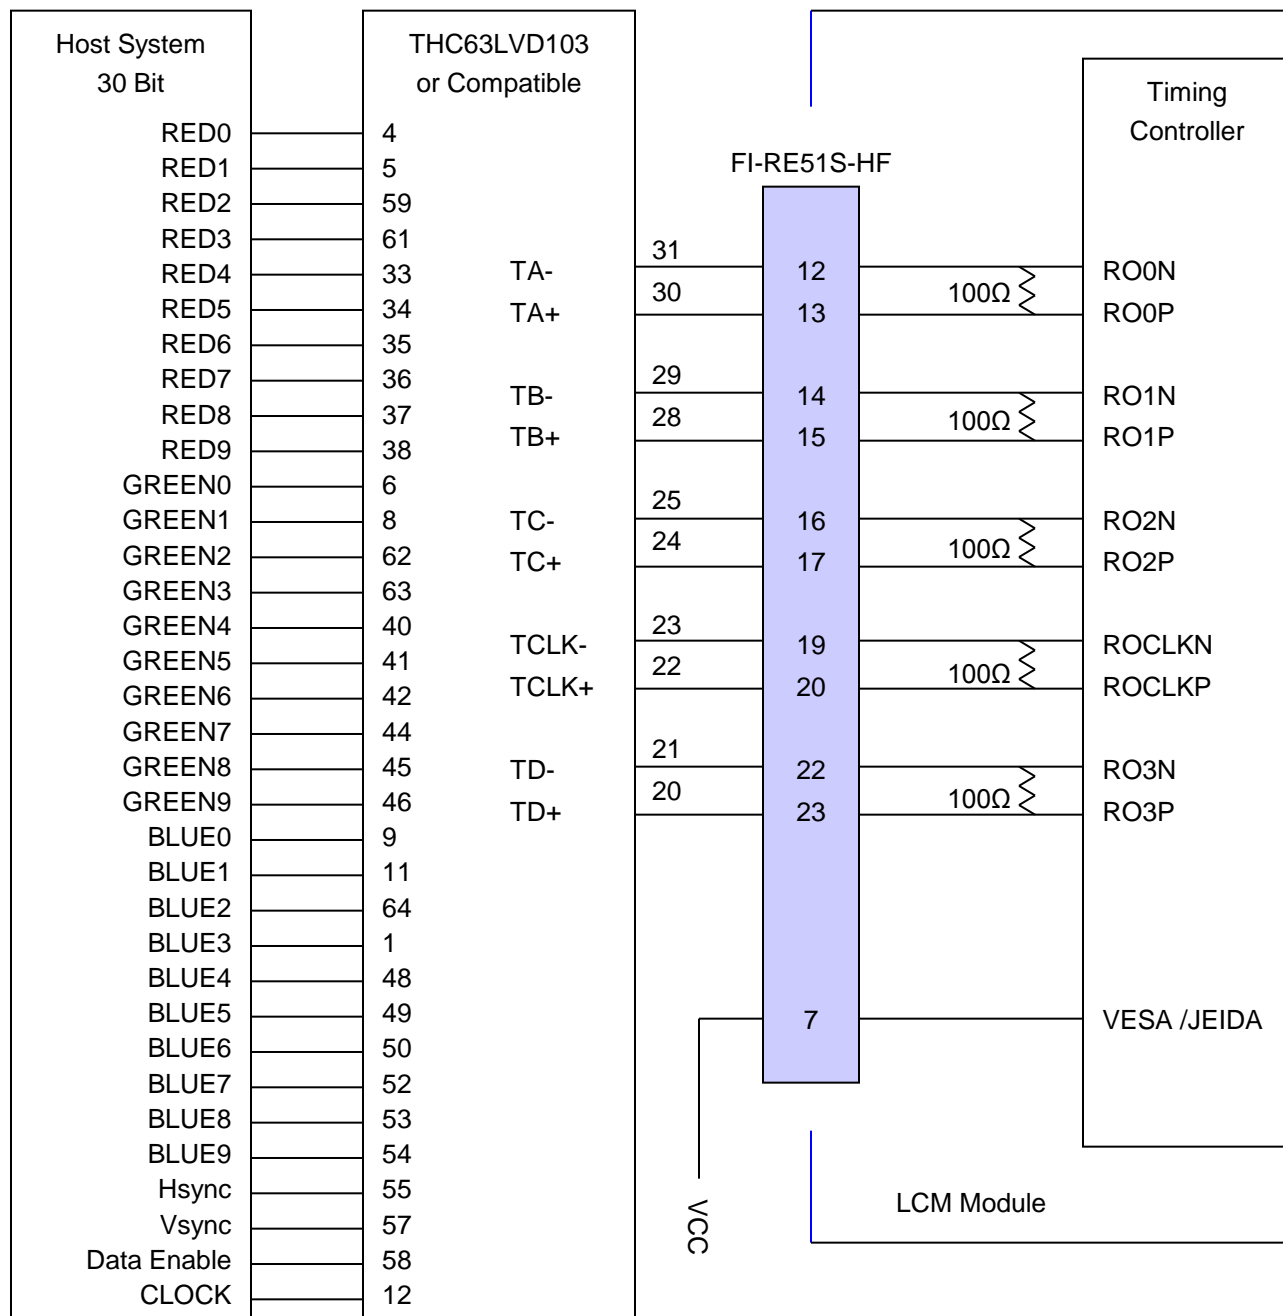 Host System
30 Bit
RED0
RED1
RED2
RED3
RED4
RED5
RED6
RED7
RED8
RED9
GREEN0
GREEN1
GREEN2
GREEN3
GREEN4
GREEN5
GREEN6
GREEN7
GREEN8
GREEN9
BLUE0
BLUE1
BLUE2
BLUE3
BLUE4
BLUE5
BLUE6
BLUE7
BLUE8
BLUE9
Hsync
Vsync
Data Enable
CLOCK
THC63LVD103
or Compatible
4
5
59
61
33
34
35
36
37
38
6
8
62
63
40
41
42
44
45
46
9
11
64
1
48
49
50
52
53
54
55
57
58
12
TA-
TA+
TB-
TB+
TC-
TC+
TCLK-
TCLK+
TD-
TD+
31
30
29
28
25
24
23
22
21
20
FI-RE51S-HF
12
13
14
15
16
17
19
20
22
23
7
VCC
100Ω
100Ω
100Ω
100Ω
100Ω
Timing
Controller
RO0N
RO0P
RO1N
RO1P
RO2N
RO2P
ROCLKN
ROCLKP
RO3N
RO3P
VESA /JEIDA
LCM Module